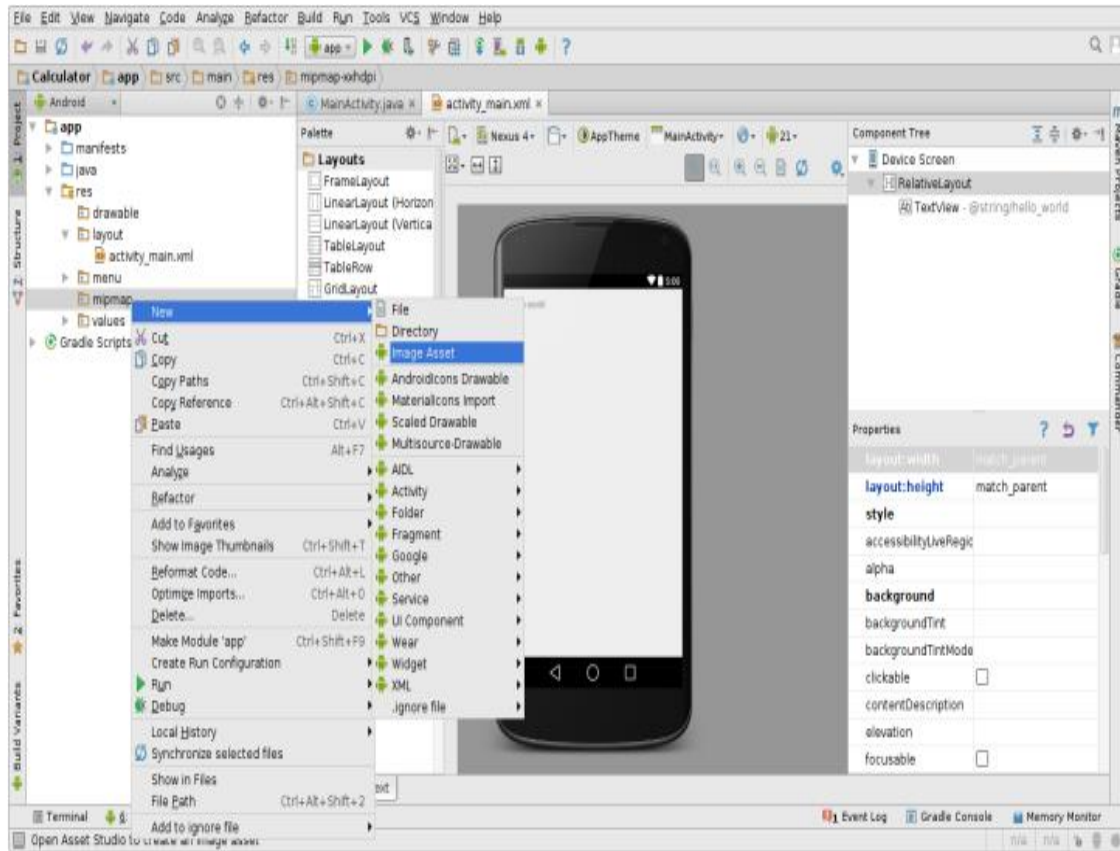 File Edit View Navigate Code Analyze Refactor Build Run Tools VCS Window Help
app
Calculator app src main res mipmap-xxhdpi
Android
MainActivity.java × activity_main.xml ×
1: Project
Z: Structure
2: Favorites
Build Variants
app
manifests
java
res
drawable
layout
activity_main.xml
menu
mipmap
values
Gradle Scripts
Palette
Layouts
FrameLayout
LinearLayout (Horizon
LinearLayout (Vertica
TableLayout
TableRow
GridLayout
Nexus 4 AppTheme MainActivity 21
New
Cut Ctrl+X
Copy Ctrl+C
Copy Paths Ctrl+Shift+C
Copy Reference Ctrl+Alt+Shift+C
Paste Ctrl+V
Find Usages Alt+F7
Analyze
Refactor
Add to Favorites
Show Image Thumbnails Ctrl+Shift+T
Reformat Code... Ctrl+Alt+L
Optimize Imports... Ctrl+Alt+O
Delete... Delete
Make Module 'app' Ctrl+Shift+F9
Create Run Configuration
Run
Debug
Local History
Synchronize selected files
Show in Files
File Path Ctrl+Alt+Shift+2
Add to ignore file
File
Directory
Image Asset
AndroidIcons Drawable
MaterialIcons Import
Scaled Drawable
Multisource-Drawable
AIDL
Activity
Folder
Fragment
Google
Other
Service
UI Component
Wear
Widget
XML
.ignore file
Component Tree
Device Screen
RelativeLayout
Ab TextView - @string/hello_world
Properties
layout:width match_parent
layout:height match_parent
style
accessibilityLiveRegic
alpha
background
backgroundTint
backgroundTintMode
clickable
contentDescription
elevation
focusable
Commander
Terminal
1 Event Log Gradle Console Memory Monitor
Open Asset Studio to create an image asset
n/a n/a